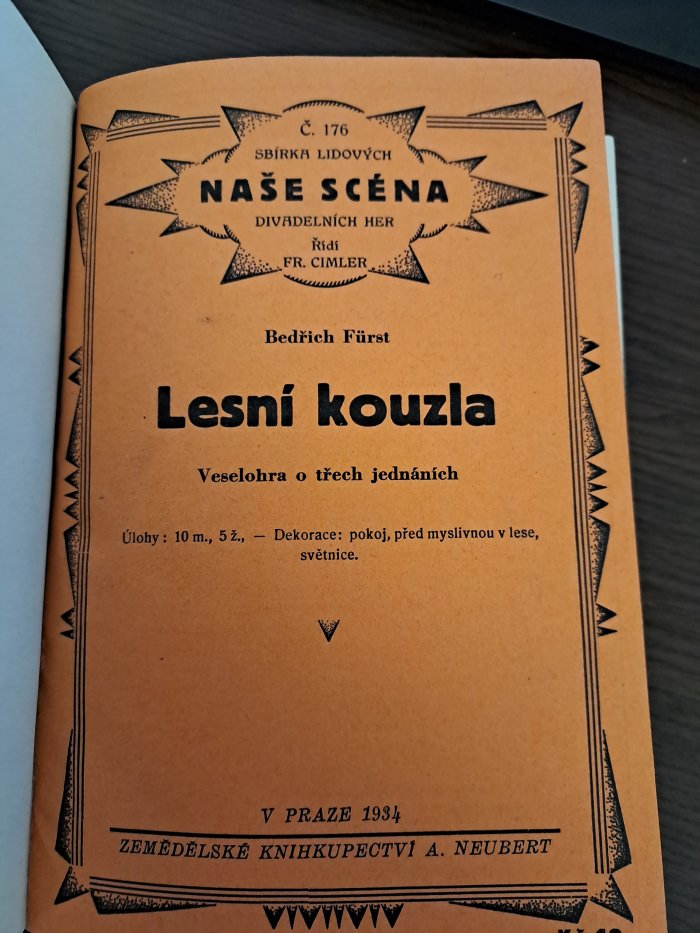 Č. 176
SBÍRKA LIDOVÝCH
NAŠE SCÉNA
DIVADELNÍCH HER
Řídí
FR. CIMLER
Bedřich Fürst
Lesní kouzla
Veselohra o třech jednáních
Úlohy: 10 m., 5 ž., — Dekorace: pokoj, před myslivnou v lese,
světnice.
V PRAZE 1934
ZEMĚDĚLSKÉ KNIHKUPECTVÍ A. NEUBERT